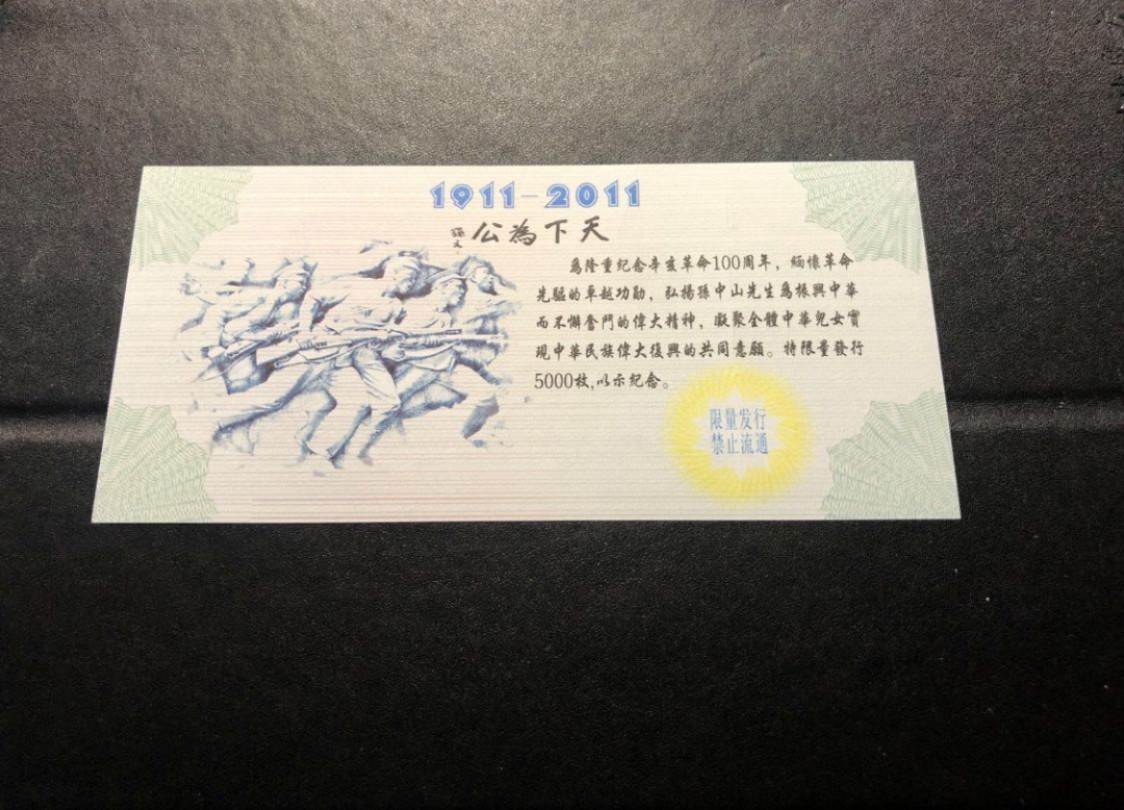 1911-2011
公為下天
孫文
為隆重紀念辛亥革命100周年，緬懷革命
先驅的卓越功勛，弘揚孫中山先生為振興中華
而不懈奮鬥的偉大精神，凝聚全體中華兒女實
現中華民族偉大復興的共同意願。特限量發行
5000枚,以示紀念。
限量发行
禁止流通